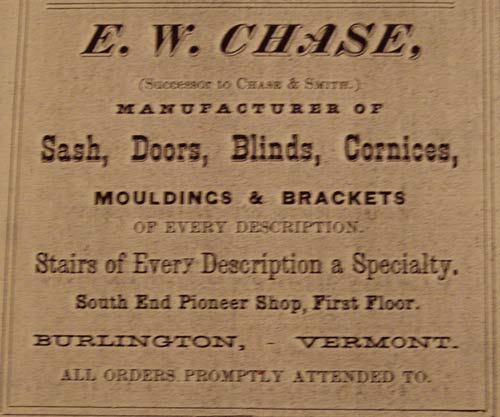 E. W. CHASE,
(Successor to CHASE & SMITH.)
MANUFACTURER OF
Sash, Doors, Blinds, Cornices,
MOULDINGS & BRACKETS
OF EVERY DESCRIPTION.
Stairs of Every Description a Specialty.
South End Pioneer Shop, First Floor.
BURLINGTON, - VERMONT.
ALL ORDERS PROMPTLY ATTENDED TO.